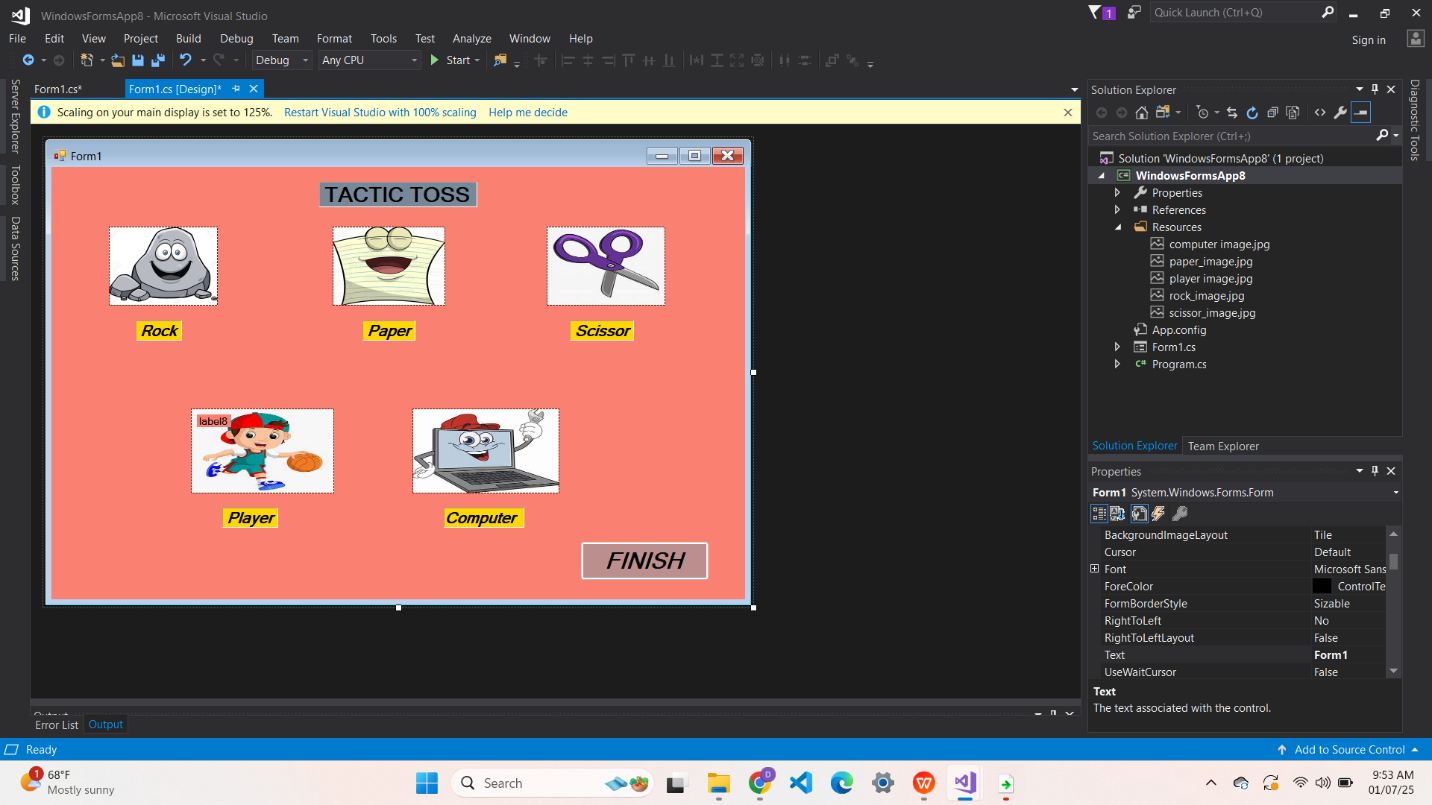 WindowsFormsApp8 - Microsoft Visual Studio
1
Quick Launch (Ctrl+Q)
File Edit View Project Build Debug Team Format Tools Test Analyze Window Help
Sign in
Debug Any CPU Start
Server Explorer
Toolbox
Data Sources
Form1.cs*
Form1.cs [Design]*
Scaling on your main display is set to 125%. Restart Visual Studio with 100% scaling Help me decide
Form1
TACTIC TOSS
Rock
Paper
Scissor
label8
Player
Computer
FINISH
Solution Explorer
Search Solution Explorer (Ctrl+;)
Solution 'WindowsFormsApp8' (1 project)
WindowsFormsApp8
Properties
References
Resources
computer image.jpg
paper_image.jpg
player image.jpg
rock_image.jpg
scissor_image.jpg
App.config
Form1.cs
Program.cs
Solution Explorer Team Explorer
Diagnostic Tools
Properties
Form1 System.Windows.Forms.Form
BackgroundImageLayout Tile
Cursor Default
Font Microsoft Sans
ForeColor ControlTe
FormBorderStyle Sizable
RightToLeft No
RightToLeftLayout False
Text Form1
UseWaitCursor False
Text
The text associated with the control.
Output
Error List Output
Ready
Add to Source Control
1
68°F
Mostly sunny
Search
D
9:53 AM
01/07/25